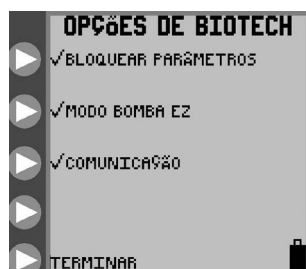 OPÇÕES DE BIOTECH
√BLOQUEAR PARÂMETROS
√MODO BOMBA EZ
√COMUNICAÇÃO
TERMINAR